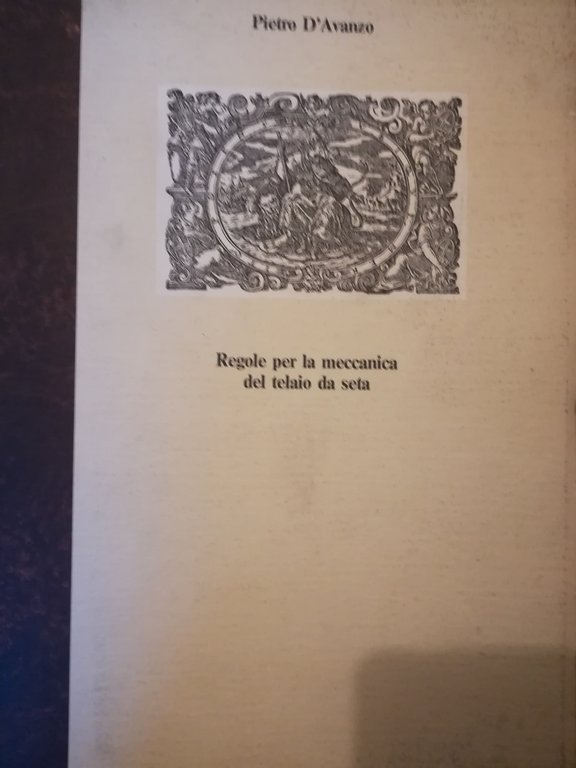 Pietro D'Avanzo
Regole per la meccanica
del telaio da seta